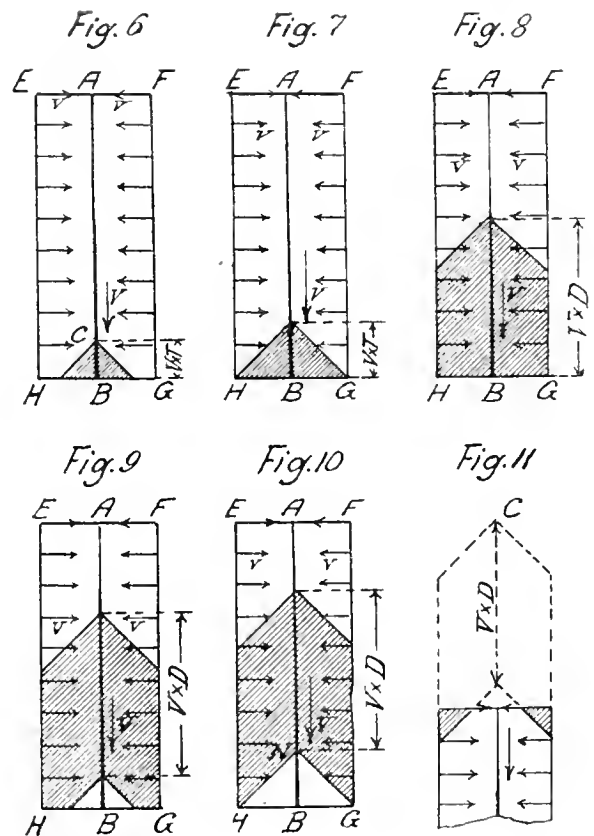 Fig. 6 Fig. 7 Fig. 8
E A F E A F E A F
v v v v v v
V V V
C V×T V×T V×D
H B G H B G H B G
Fig. 9 Fig. 10 Fig. 11
E A F E A F C
v v v v
V×D V×D V×D
v v
N
H B G H B G